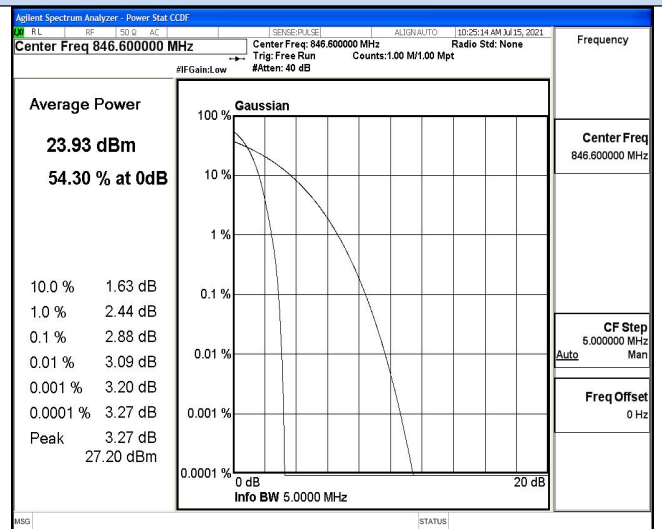 Agilent Spectrum Analyzer - Power Stat CCDF
LXI RL RF 50 Ω AC SENSE:PULSE ALIGN AUTO 10:25:14 AM Jul 15, 2021
Center Freq 846.600000 MHz
Center Freq: 846.600000 MHz Radio Std: None
Trig: Free Run Counts:1.00 M/1.00 Mpt
#IFGain:Low #Atten: 40 dB
Frequency
Average Power
23.93 dBm
54.30 % at 0dB
10.0 % 1.63 dB
1.0 % 2.44 dB
0.1 % 2.88 dB
0.01 % 3.09 dB
0.001 % 3.20 dB
0.0001 % 3.27 dB
Peak 3.27 dB
27.20 dBm
Gaussian
100 %
10 %
1 %
0.1 %
0.01 %
0.001 %
0.0001 %
0 dB 20 dB
Info BW 5.0000 MHz
Center Freq
846.600000 MHz
CF Step
5.000000 MHz
Auto Man
Freq Offset
0 Hz
MSG STATUS